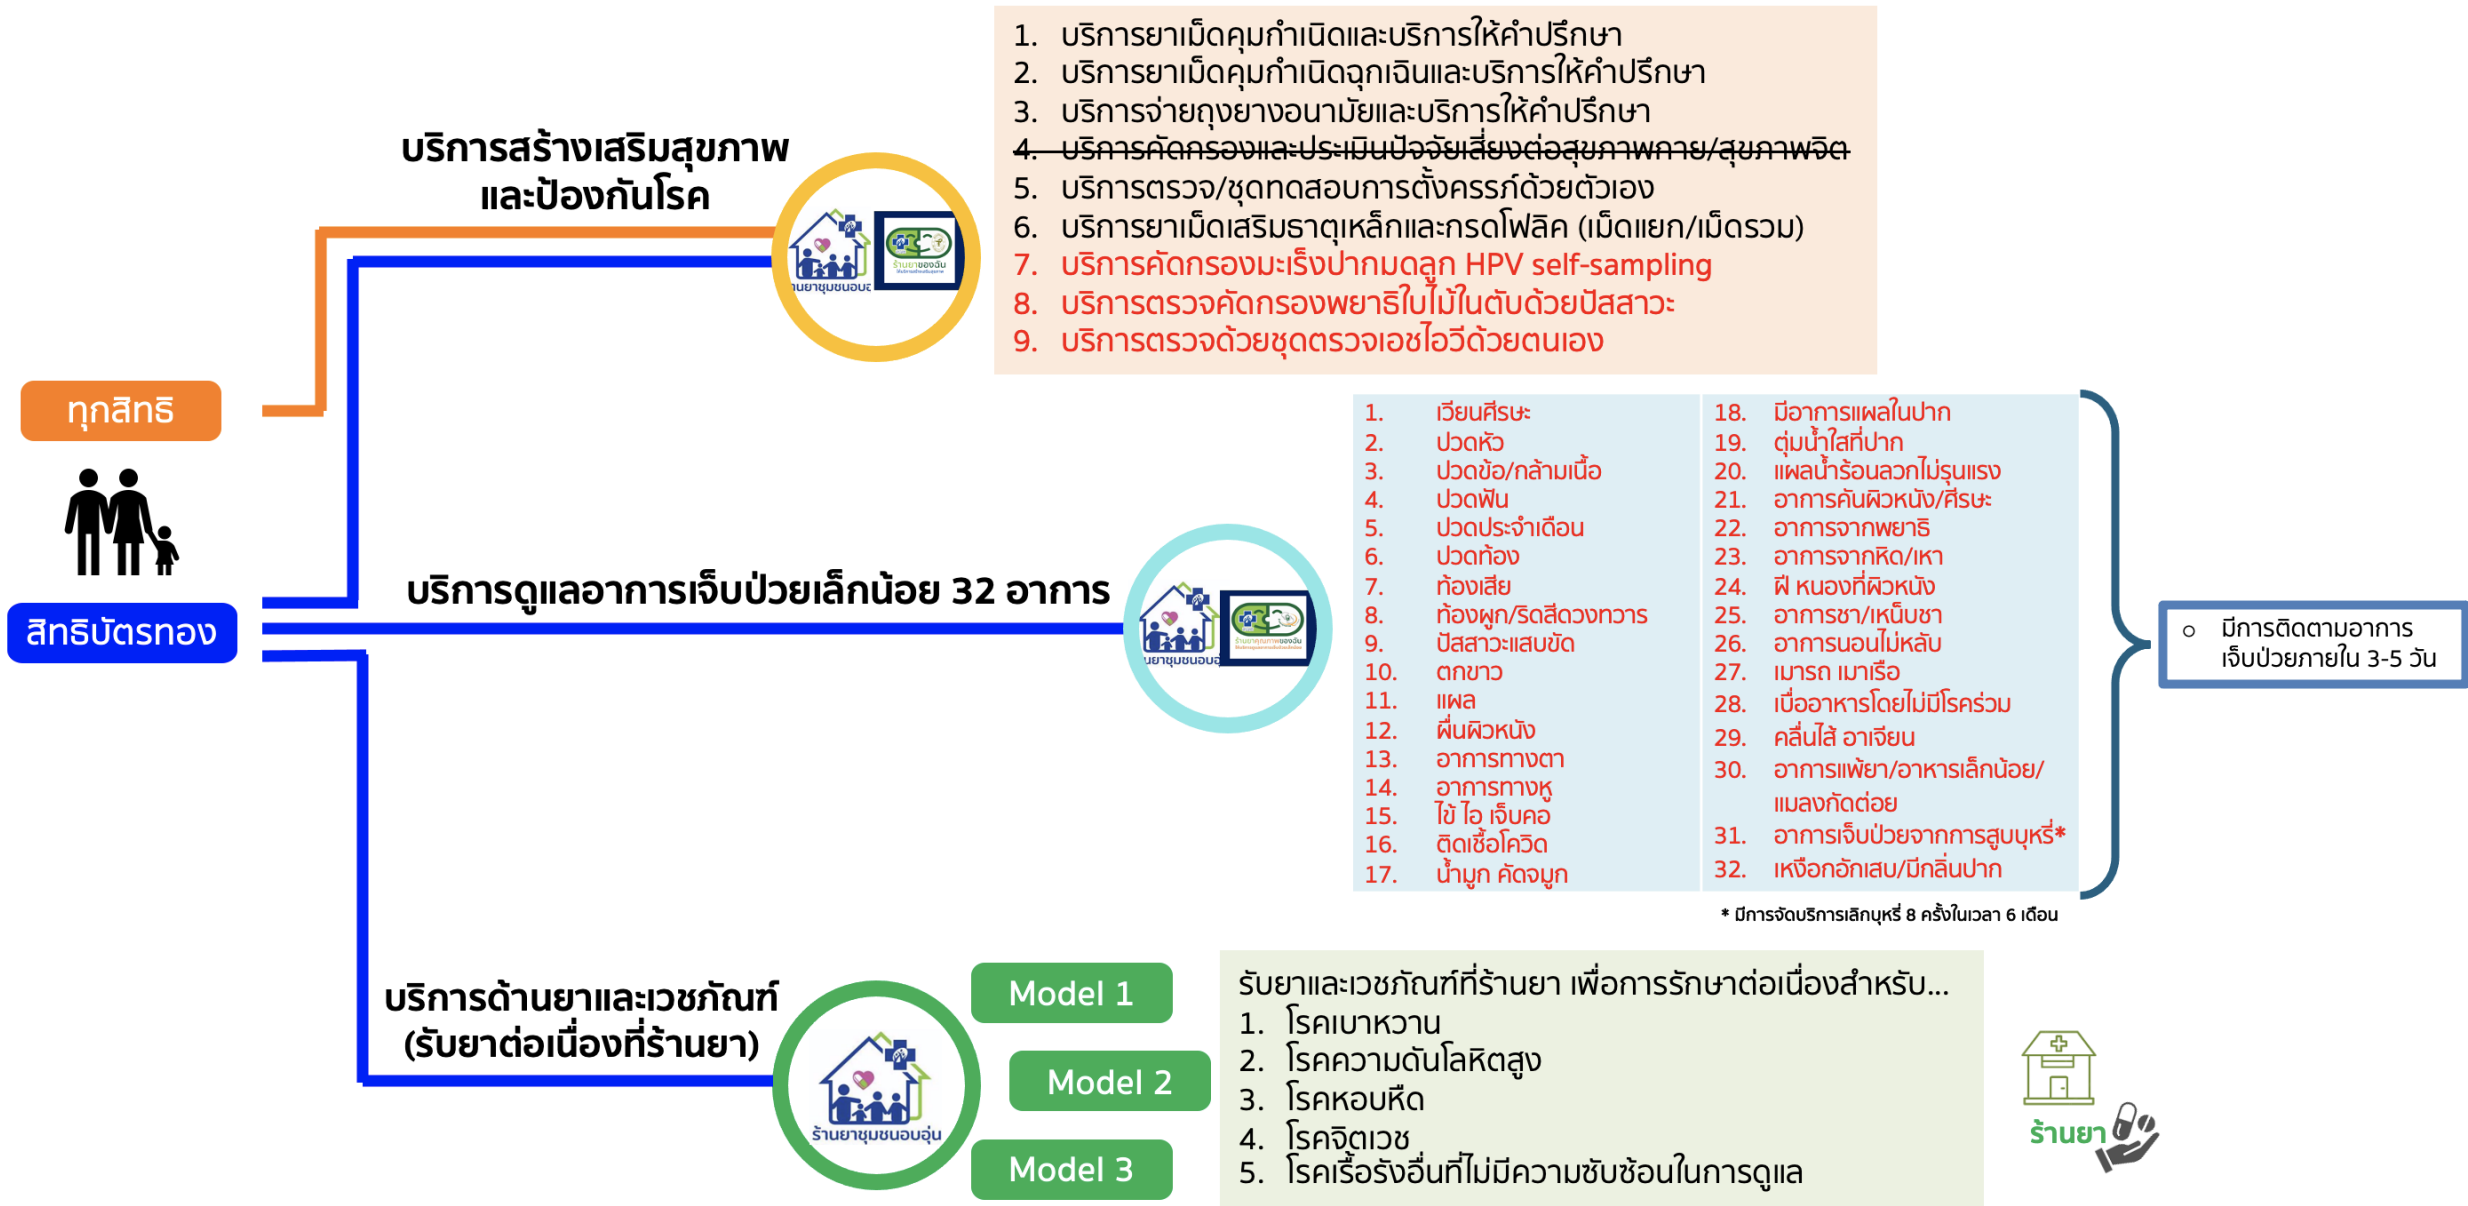 บริการสร้างเสริมสุขภาพ
และป้องกันโรค
ร้านยาของฉัน
านยาชุมชนอบอ
1. บริการยาเม็ดคุมกำเนิดและบริการให้คำปรึกษา
2. บริการยาเม็ดคุมกำเนิดฉุกเฉินและบริการให้คำปรึกษา
3. บริการจ่ายถุงยางอนามัยและบริการให้คำปรึกษา
4. บริการคัดกรองและประเมินปัจจัยเสี่ยงต่อสุขภาพกาย/สุขภาพจิต
5. บริการตรวจ/ชุดทดสอบการตั้งครรภ์ด้วยตัวเอง
6. บริการยาเม็ดเสริมธาตุเหล็กและกรดโฟลิค (เม็ดแยก/เม็ดรวม)
7. บริการคัดกรองมะเร็งปากมดลูก HPV self-sampling
8. บริการตรวจคัดกรองพยาธิใบไม้ในตับด้วยปัสสาวะ
9. บริการตรวจด้วยชุดตรวจเอชไอวีด้วยตนเอง
ทุกสิทธิ
สิทธิบัตรทอง
บริการดูแลอาการเจ็บป่วยเล็กน้อย 32 อาการ
ร้านยาคุณภาพของฉัน
นยาชุมชนอบอุ่
1. เวียนศีรษะ
2. ปวดหัว
3. ปวดข้อ/กล้ามเนื้อ
4. ปวดฟัน
5. ปวดประจำเดือน
6. ปวดท้อง
7. ท้องเสีย
8. ท้องผูก/ริดสีดวงทวาร
9. ปัสสาวะแสบขัด
10. ตกขาว
11. แผล
12. ผื่นผิวหนัง
13. อาการทางตา
14. อาการทางหู
15. ไข้ ไอ เจ็บคอ
16. ติดเชื้อโควิด
17. น้ำมูก คัดจมูก
18. มีอาการแผลในปาก
19. ตุ่มน้ำใสที่ปาก
20. แผลน้ำร้อนลวกไม่รุนแรง
21. อาการคันผิวหนัง/ศีรษะ
22. อาการจากพยาธิ
23. อาการจากหิด/เหา
24. ฝี หนองที่ผิวหนัง
25. อาการชา/เหน็บชา
26. อาการนอนไม่หลับ
27. เมารถ เมาเรือ
28. เบื่ออาหารโดยไม่มีโรคร่วม
29. คลื่นไส้ อาเจียน
30. อาการแพ้ยา/อาหารเล็กน้อย/
แมลงกัดต่อย
31. อาการเจ็บป่วยจากการสูบบุหรี่*
32. เหงือกอักเสบ/มีกลิ่นปาก
* มีการจัดบริการเลิกบุหรี่ 8 ครั้งในเวลา 6 เดือน
○ มีการติดตามอาการ
เจ็บป่วยภายใน 3-5 วัน
บริการด้านยาและเวชภัณฑ์
(รับยาต่อเนื่องที่ร้านยา)
ร้านยาชุมชนอบอุ่น
Model 1
Model 2
Model 3
รับยาและเวชภัณฑ์ที่ร้านยา เพื่อการรักษาต่อเนื่องสำหรับ...
1. โรคเบาหวาน
2. โรคความดันโลหิตสูง
3. โรคหอบหืด
4. โรคจิตเวช
5. โรคเรื้อรังอื่นที่ไม่มีความซับซ้อนในการดูแล
ร้านยา